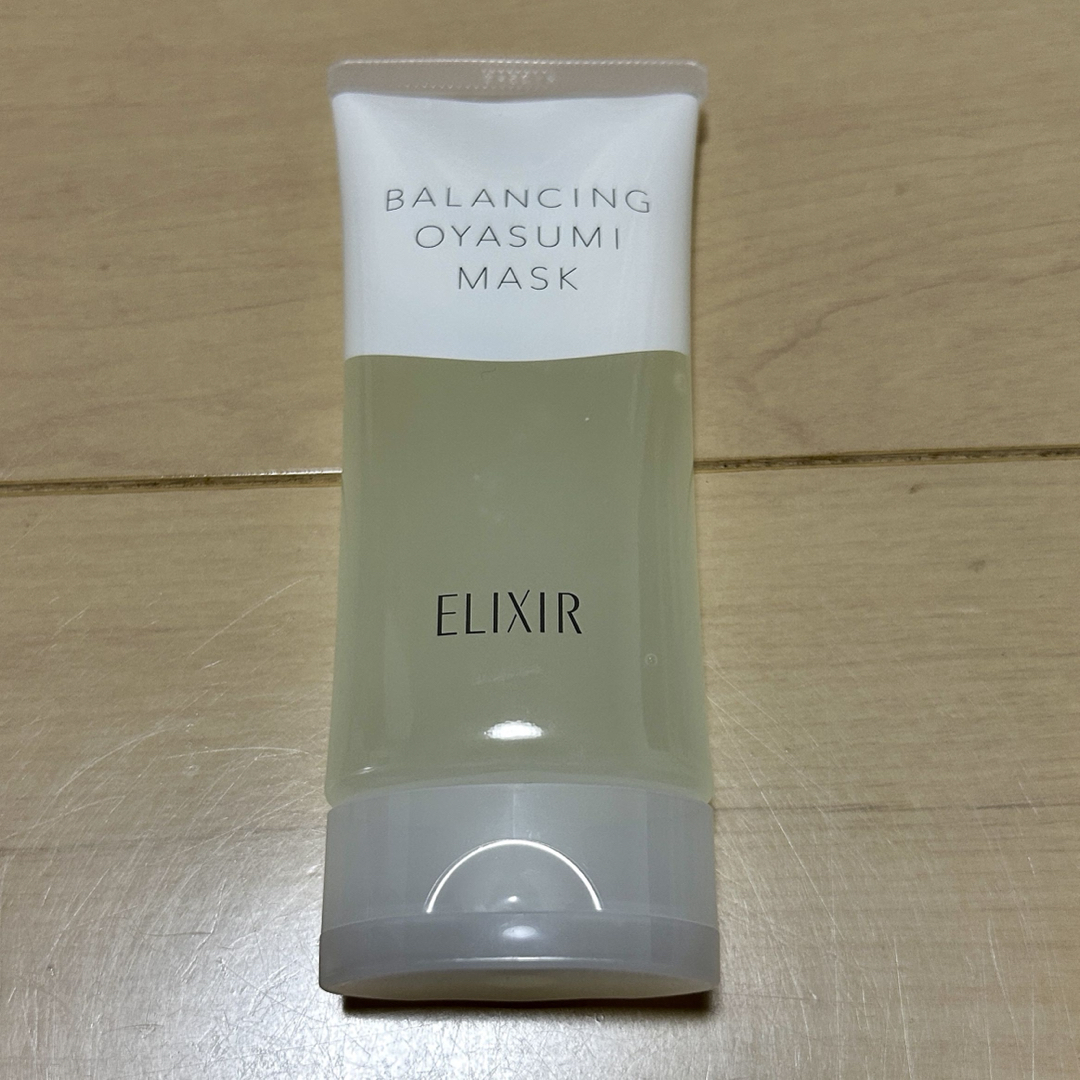 BALANCING
OYASUMI
MASK
ELIXIR